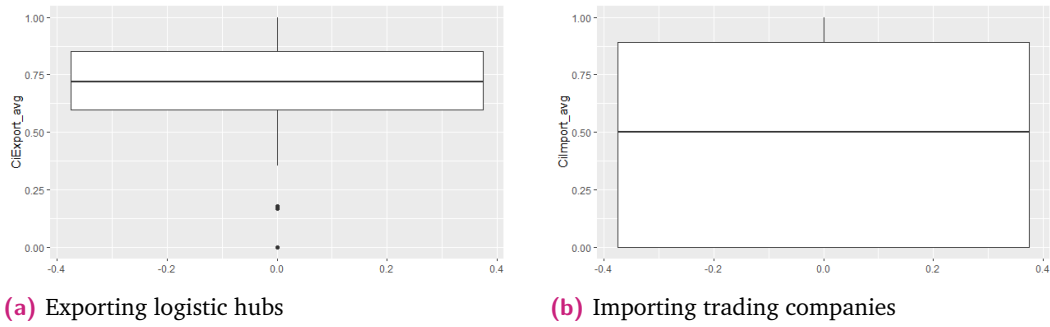 1.00
0.75
0.50
0.25
0.00
CiExport_avg
-0.4 -0.2 0.0 0.2 0.4
(a) Exporting logistic hubs
1.00
0.75
0.50
0.25
0.00
CiImport_avg
-0.4 -0.2 0.0 0.2 0.4
(b) Importing trading companies